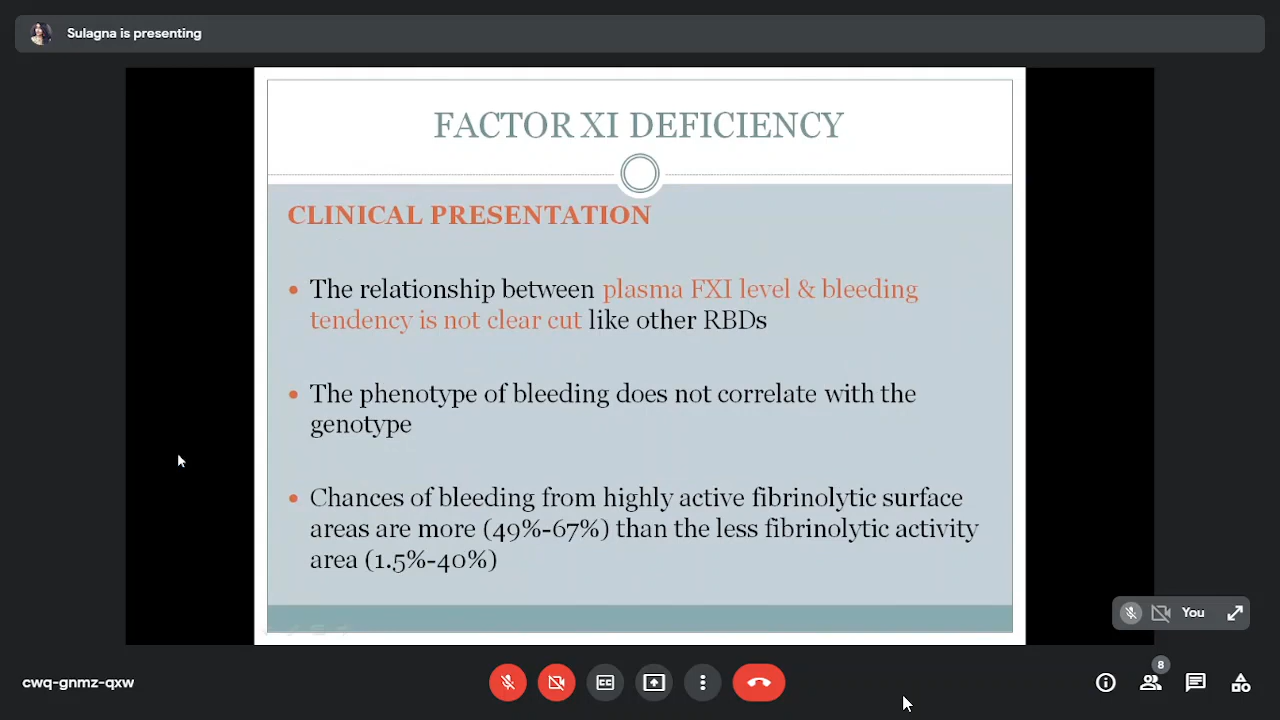 Sulagna is presenting
FACTOR XI DEFICIENCY
CLINICAL PRESENTATION
• The relationship between plasma FXI level & bleeding
tendency is not clear cut like other RBDs
• The phenotype of bleeding does not correlate with the
genotype
• Chances of bleeding from highly active fibrinolytic surface
areas are more (49%-67%) than the less fibrinolytic activity
area (1.5%-40%)
You
cwq-gnmz-qxw
CC
8